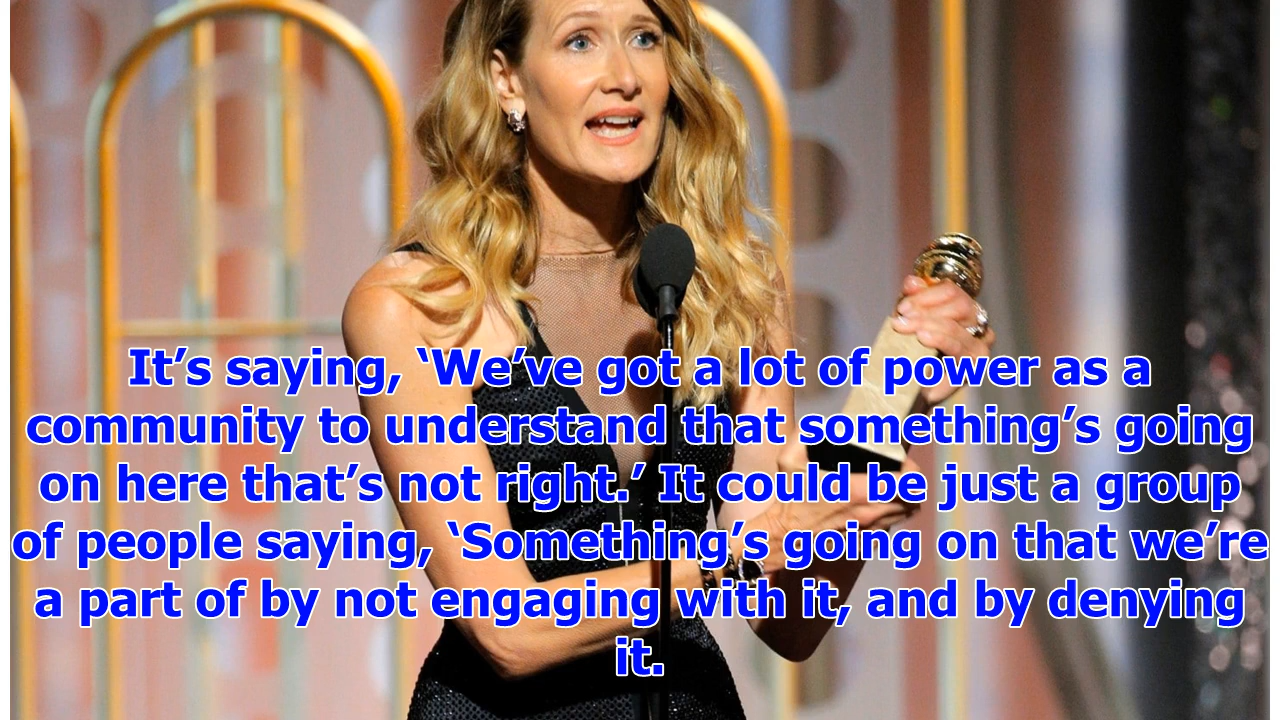 It’s saying, ‘We’ve got a lot of power as a
community to understand that something’s going
on here that’s not right.’ It could be just a group
of people saying, ‘Something’s going on that we’re
a part of by not engaging with it, and by denying
it.